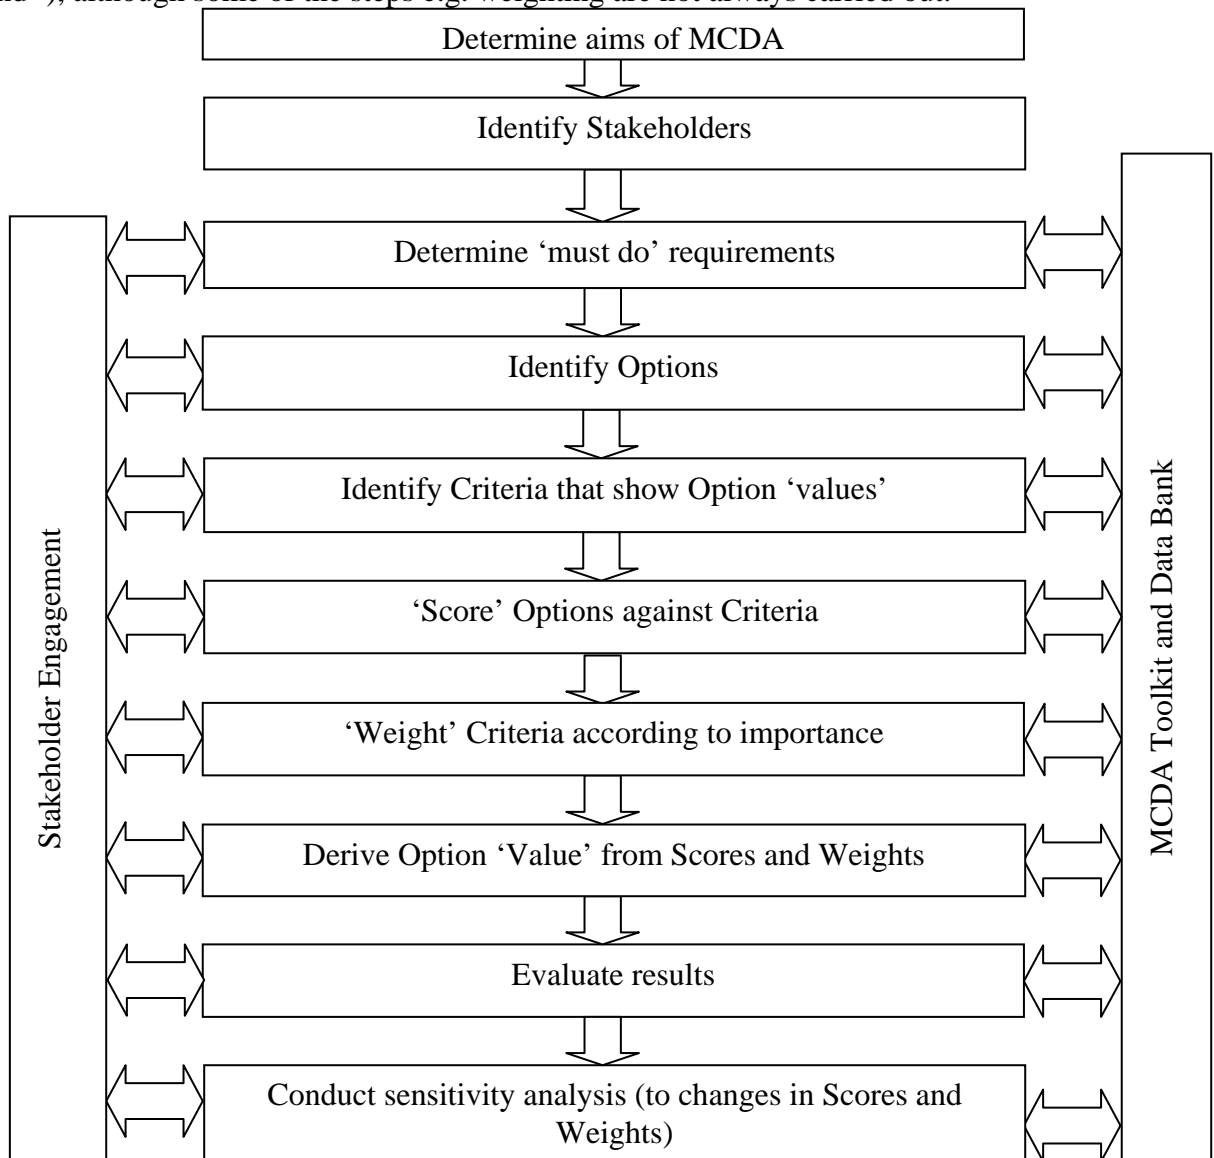 although some of the steps e.g. weighting are not always carried out.
Determine aims of MCDA
Identify Stakeholders
Determine ‘must do’ requirements
Identify Options
Identify Criteria that show Option ‘values’
‘Score’ Options against Criteria
‘Weight’ Criteria according to importance
Derive Option ‘Value’ from Scores and Weights
Evaluate results
Conduct sensitivity analysis (to changes in Scores and
Weights)
Stakeholder Engagement
MCDA Toolkit and Data Bank